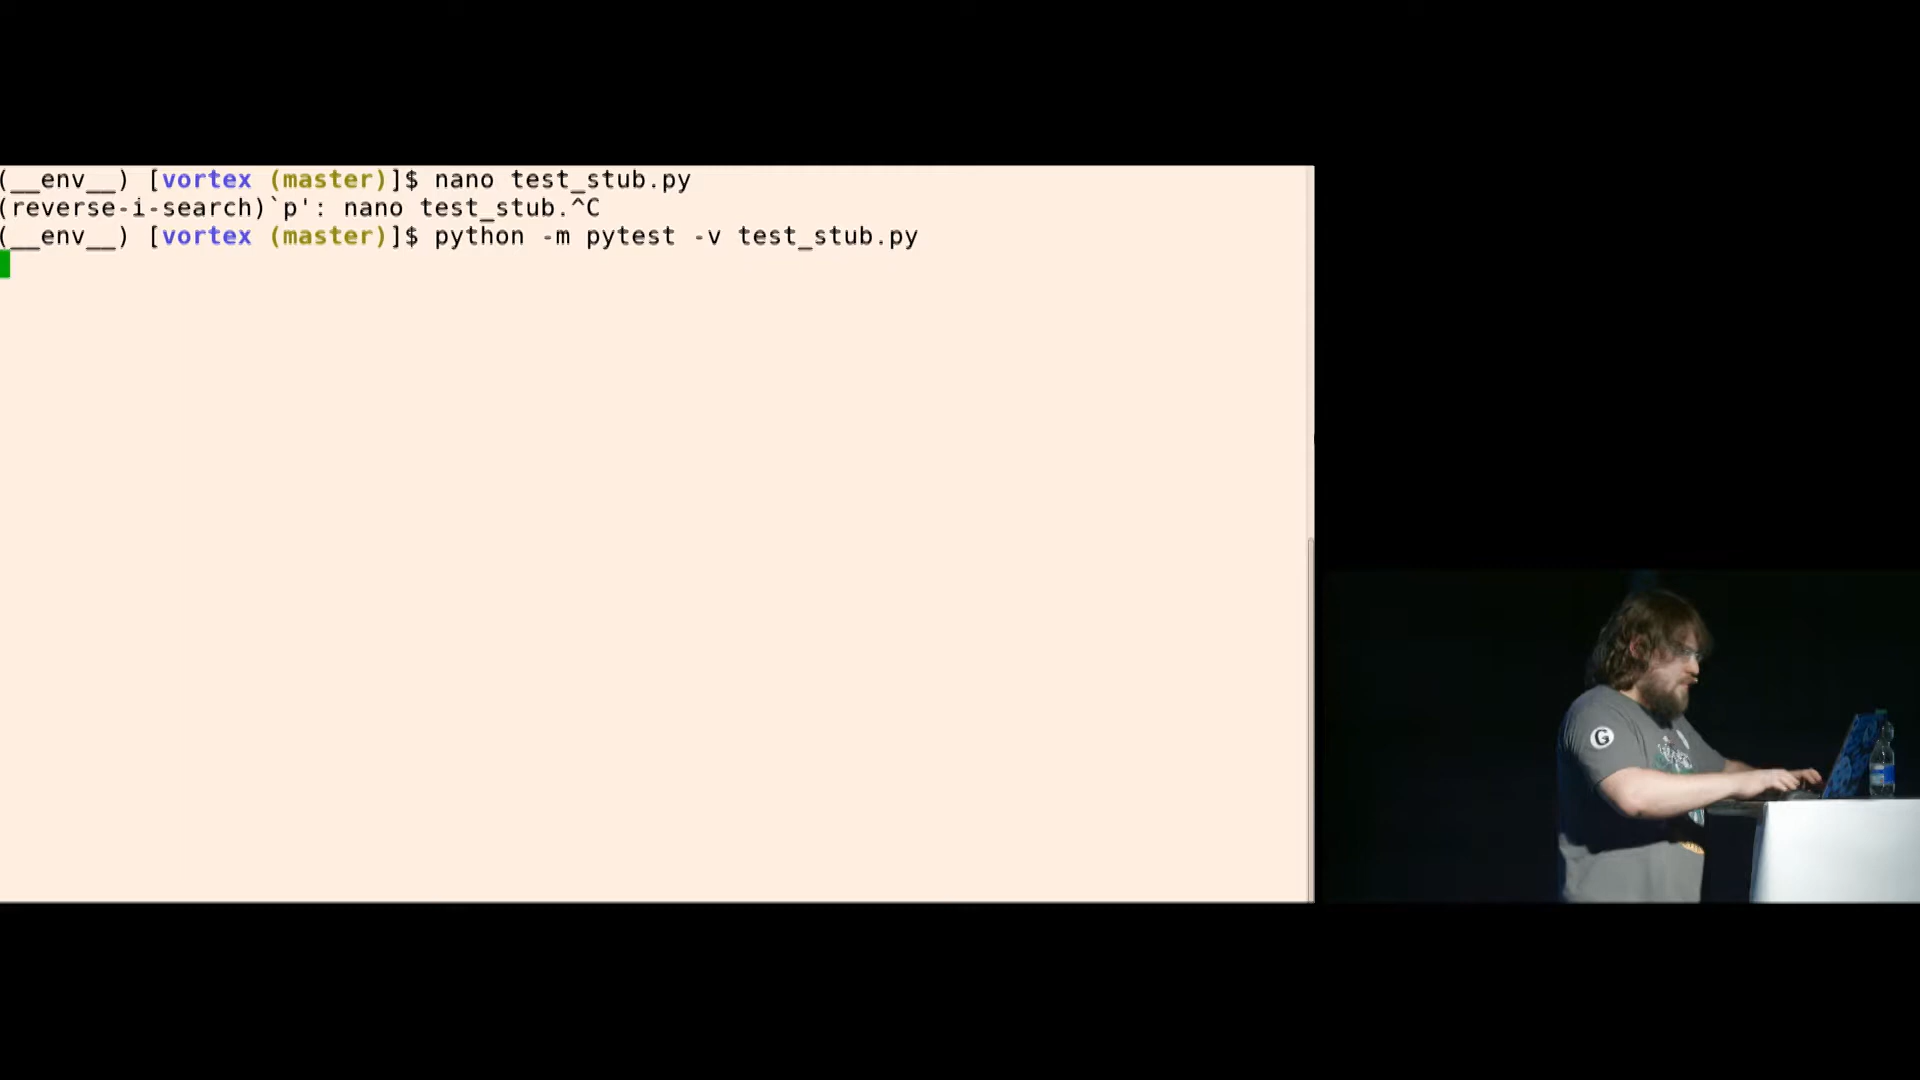 (__env__) [vortex (master)]$ nano test_stub.py
(reverse-i-search)`p': nano test_stub.^C
(__env__) [vortex (master)]$ python -m pytest -v test_stub.py
G